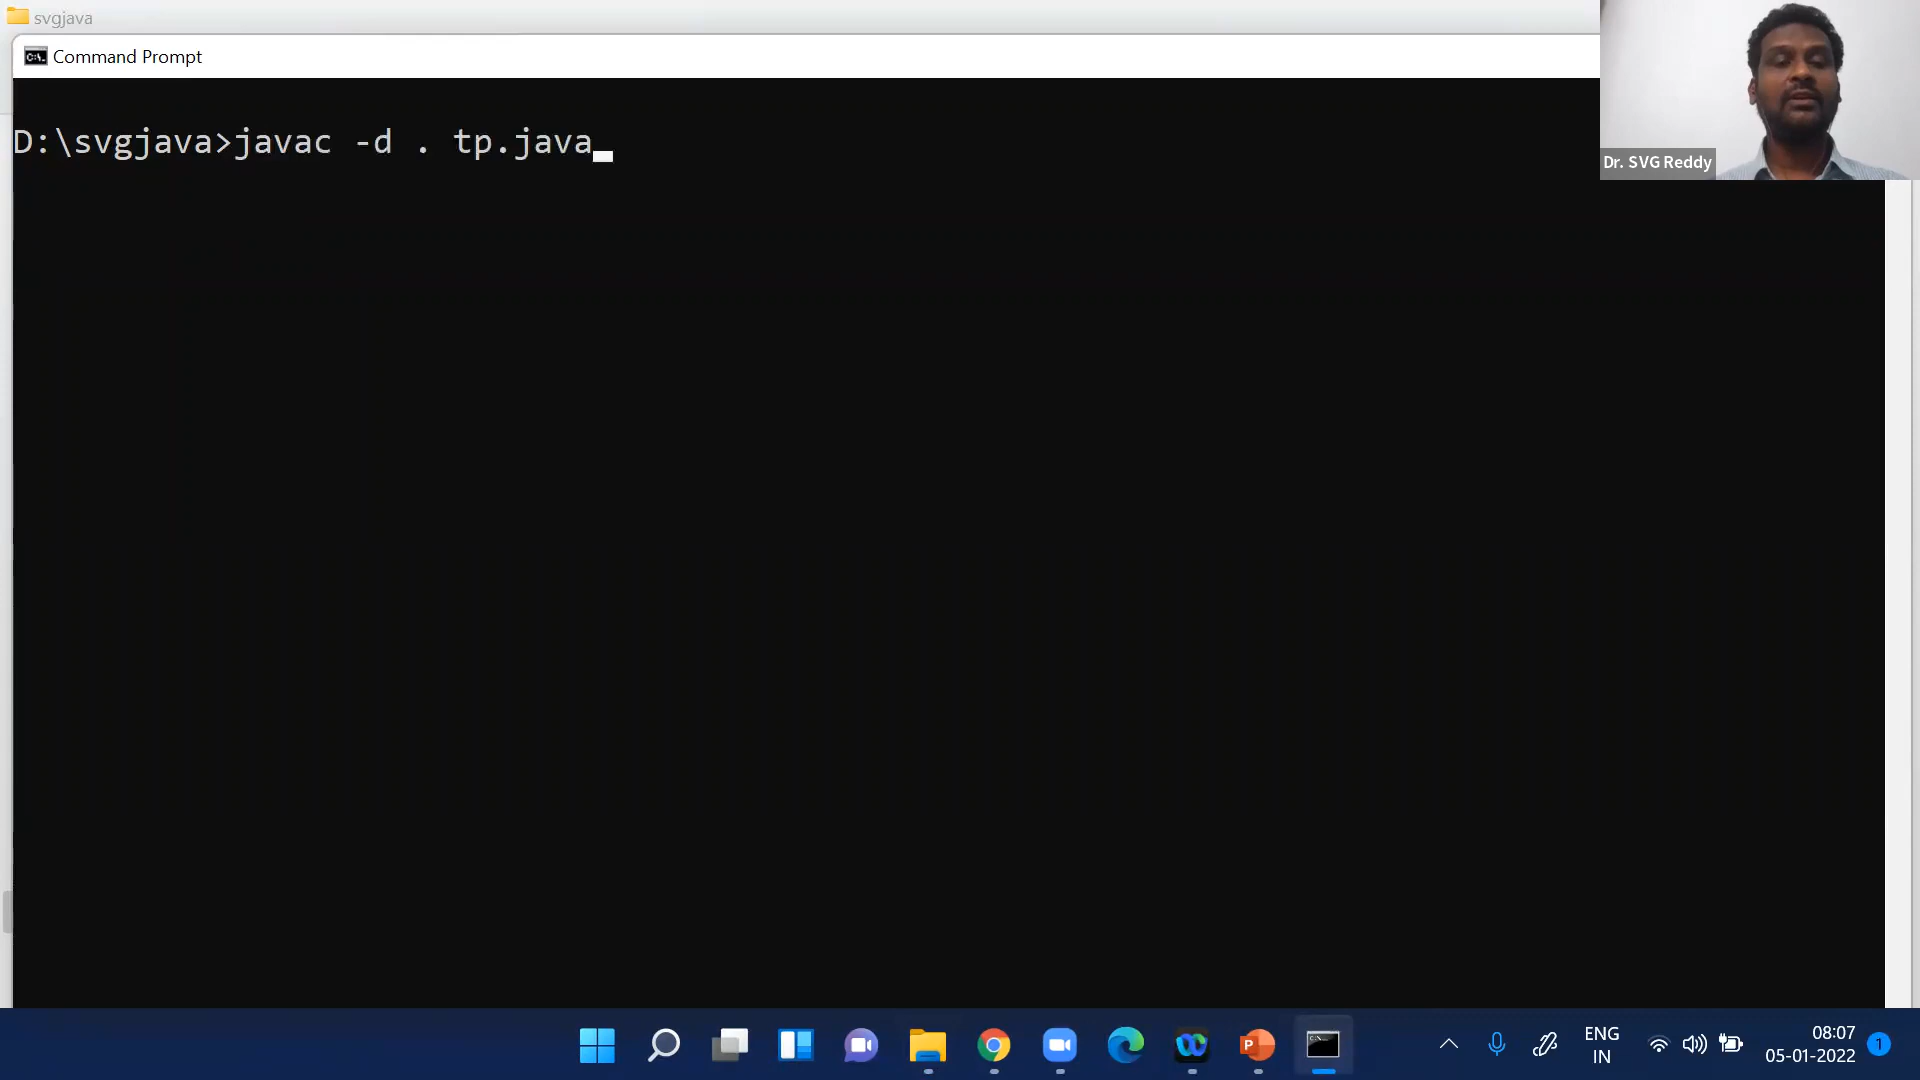 svgjava
Command Prompt
D:\svgjava>javac -d . tp.java
Dr. SVG Reddy
ENG
IN
08:07
05-01-2022
1